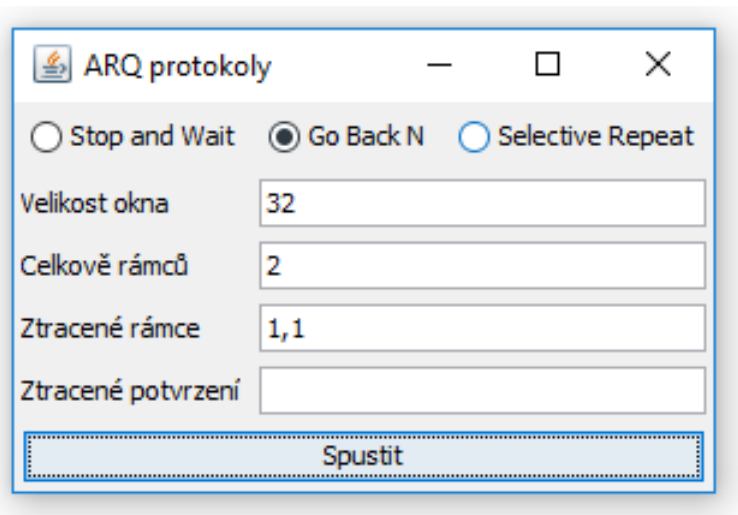 ARQ protokoly
Stop and Wait Go Back N Selective Repeat
Velikost okna 32
Celkově rámců 2
Ztracené rámce 1,1
Ztracené potvrzení
Spustit